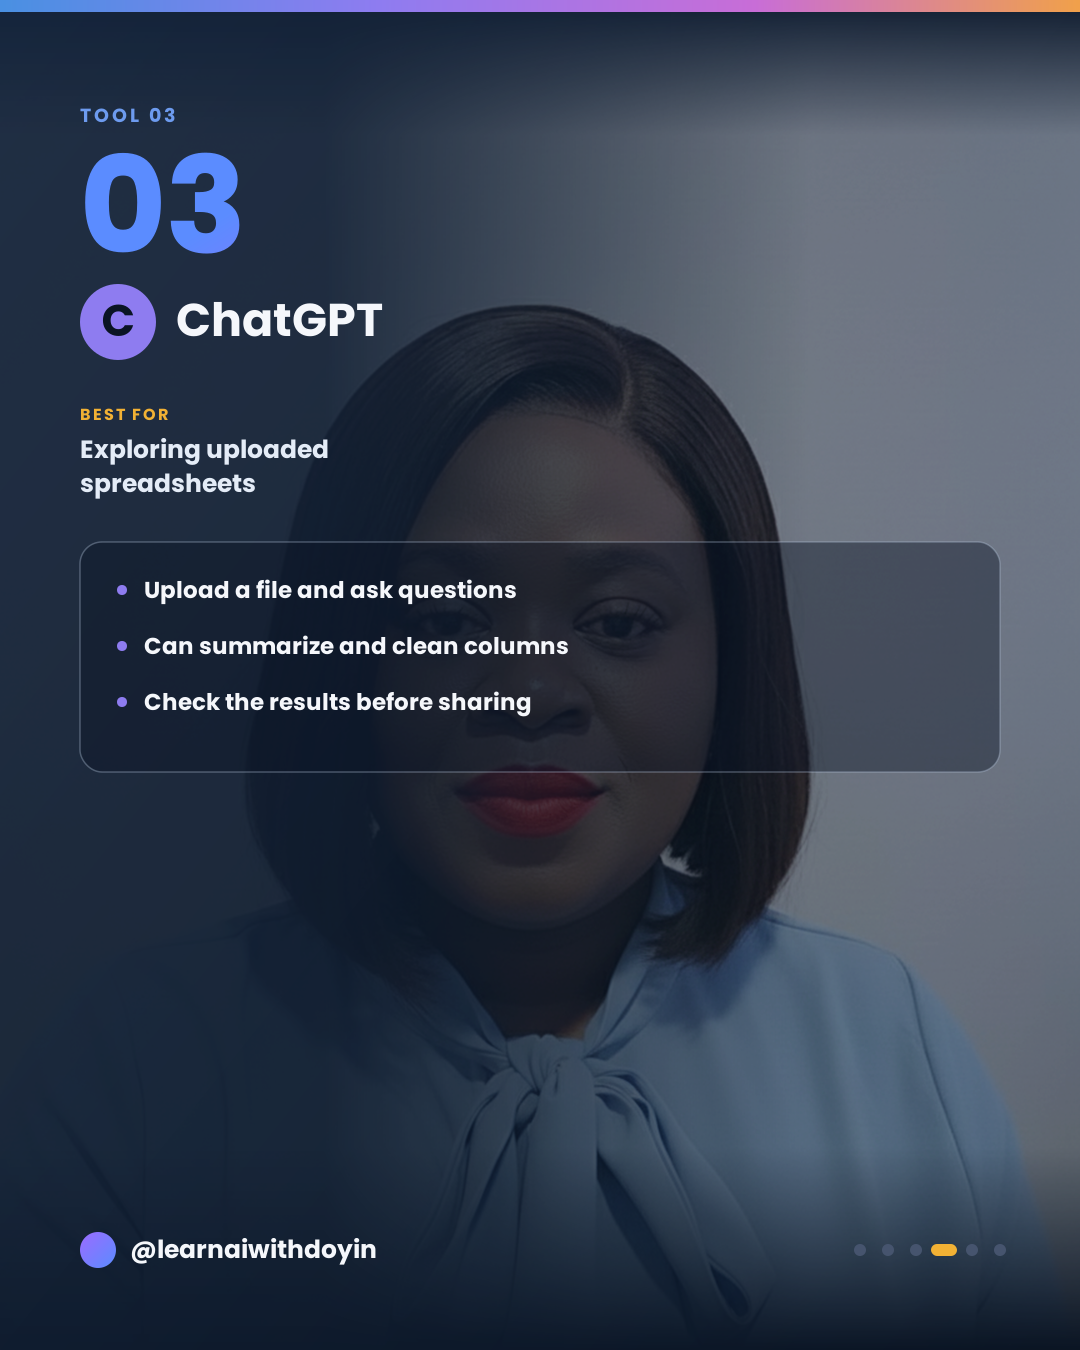 TOOL 03
03
C ChatGPT
BEST FOR
Exploring uploaded
spreadsheets
Upload a file and ask questions
Can summarize and clean columns
Check the results before sharing
@learnaiwithdoyin